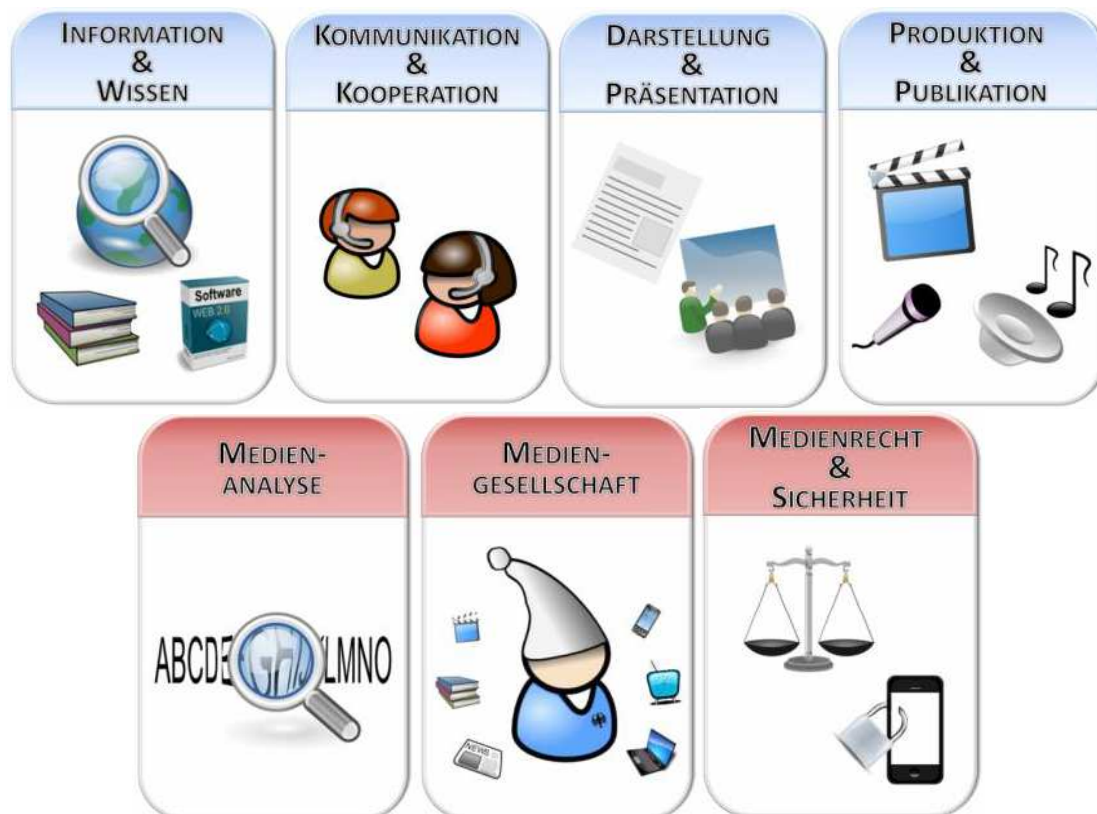 INFORMATION
&
WISSEN
KOMMUNIKATION
&
KOOPERATION
DARSTELLUNG
&
PRÄSENTATION
PRODUKTION
&
PUBLIKATION
Software
WEB 2.0
MEDIEN-
ANALYSE
MEDIEN-
GESELLSCHAFT
MEDIENRECHT
&
SICHERHEIT
ABCDE
LMNO
NEWS